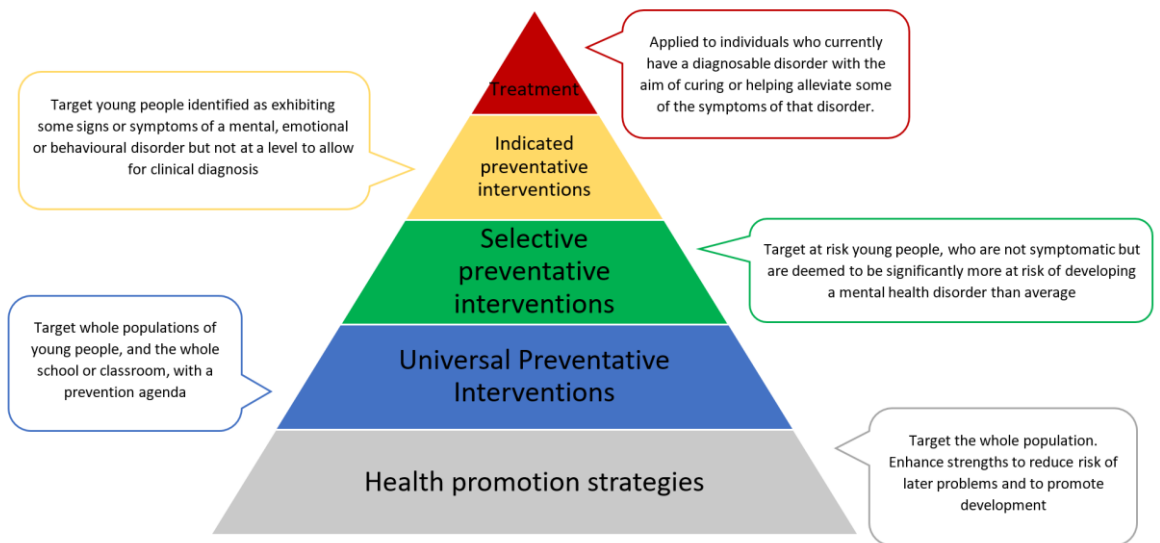 Treatment
Applied to individuals who currently
have a diagnosable disorder with the
aim of curing or helping alleviate some
of the symptoms of that disorder.
Target young people identified as exhibiting
some signs or symptoms of a mental, emotional
or behavioural disorder but not at a level to allow
for clinical diagnosis
Indicated
preventative
interventions
Selective
preventative
interventions
Target at risk young people, who are not symptomatic but
are deemed to be significantly more at risk of developing
a mental health disorder than average
Target whole populations of
young people, and the whole
school or classroom, with a
prevention agenda
Universal Preventative
Interventions
Health promotion strategies
Target the whole population.
Enhance strengths to reduce risk of
later problems and to promote
development